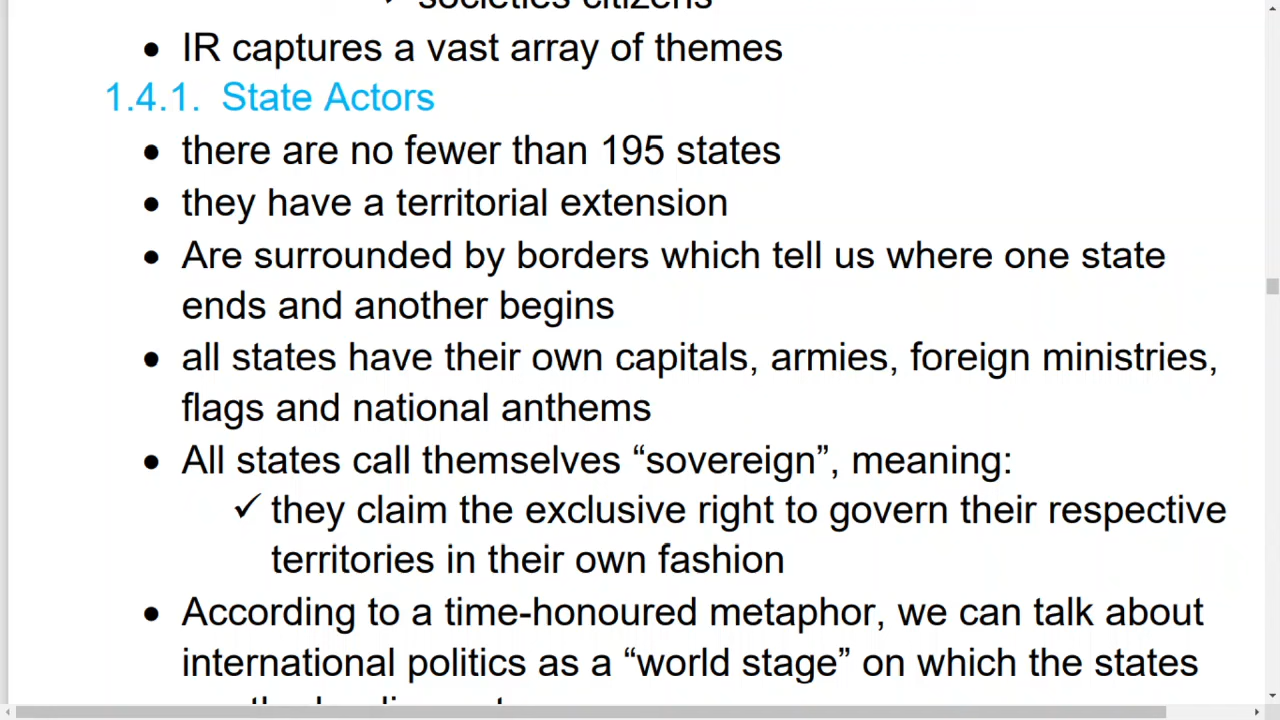 societies citizens
• IR captures a vast array of themes
1.4.1. State Actors
• there are no fewer than 195 states
• they have a territorial extension
• Are surrounded by borders which tell us where one state
ends and another begins
• all states have their own capitals, armies, foreign ministries,
flags and national anthems
• All states call themselves “sovereign”, meaning:
✓ they claim the exclusive right to govern their respective
territories in their own fashion
• According to a time-honoured metaphor, we can talk about
international politics as a “world stage” on which the states